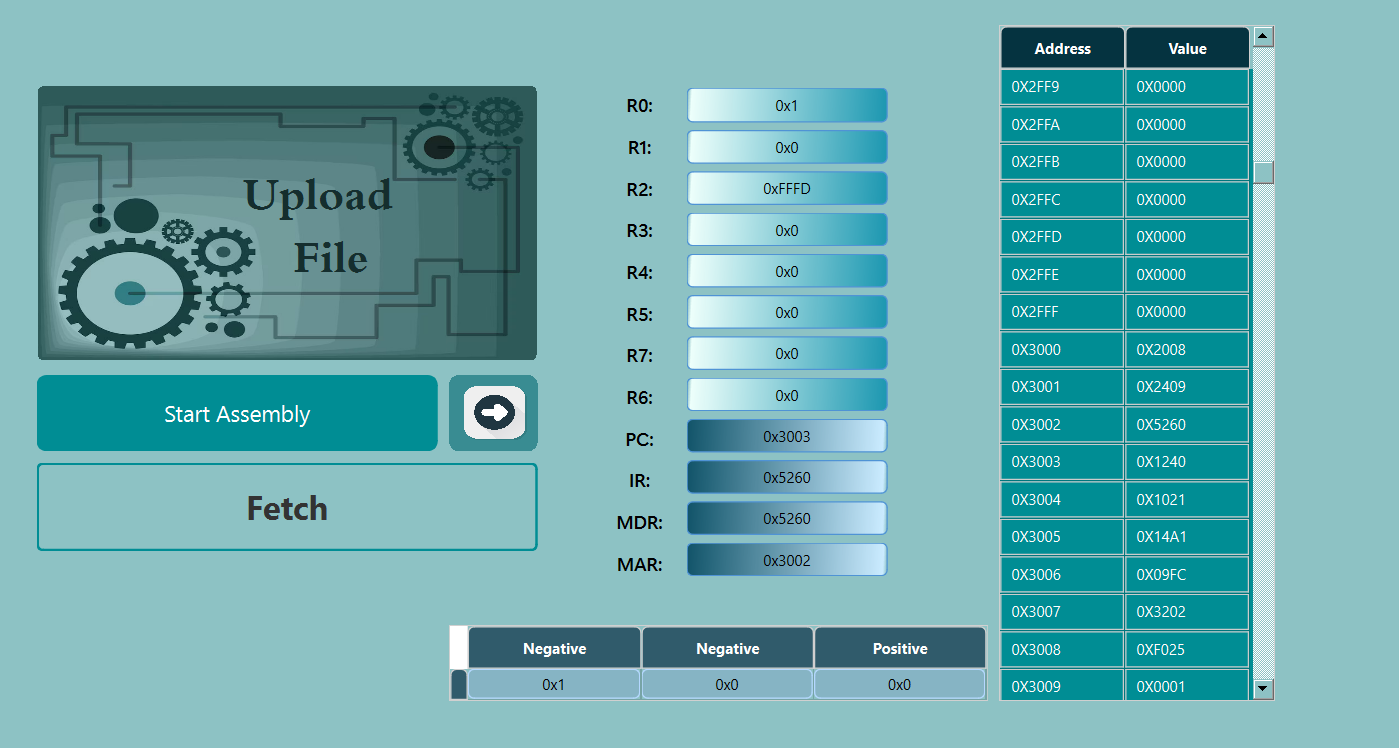 Upload
File
Start Assembly
Fetch
R0: 0x1
R1: 0x0
R2: 0xFFFD
R3: 0x0
R4: 0x0
R5: 0x0
R7: 0x0
R6: 0x0
PC: 0x3003
IR: 0x5260
MDR: 0x5260
MAR: 0x3002
Negative Negative Positive
0x1 0x0 0x0
Address Value
0X2FF9 0X0000
0X2FFA 0X0000
0X2FFB 0X0000
0X2FFC 0X0000
0X2FFD 0X0000
0X2FFE 0X0000
0X2FFF 0X0000
0X3000 0X2008
0X3001 0X2409
0X3002 0X5260
0X3003 0X1240
0X3004 0X1021
0X3005 0X14A1
0X3006 0X09FC
0X3007 0X3202
0X3008 0XF025
0X3009 0X0001